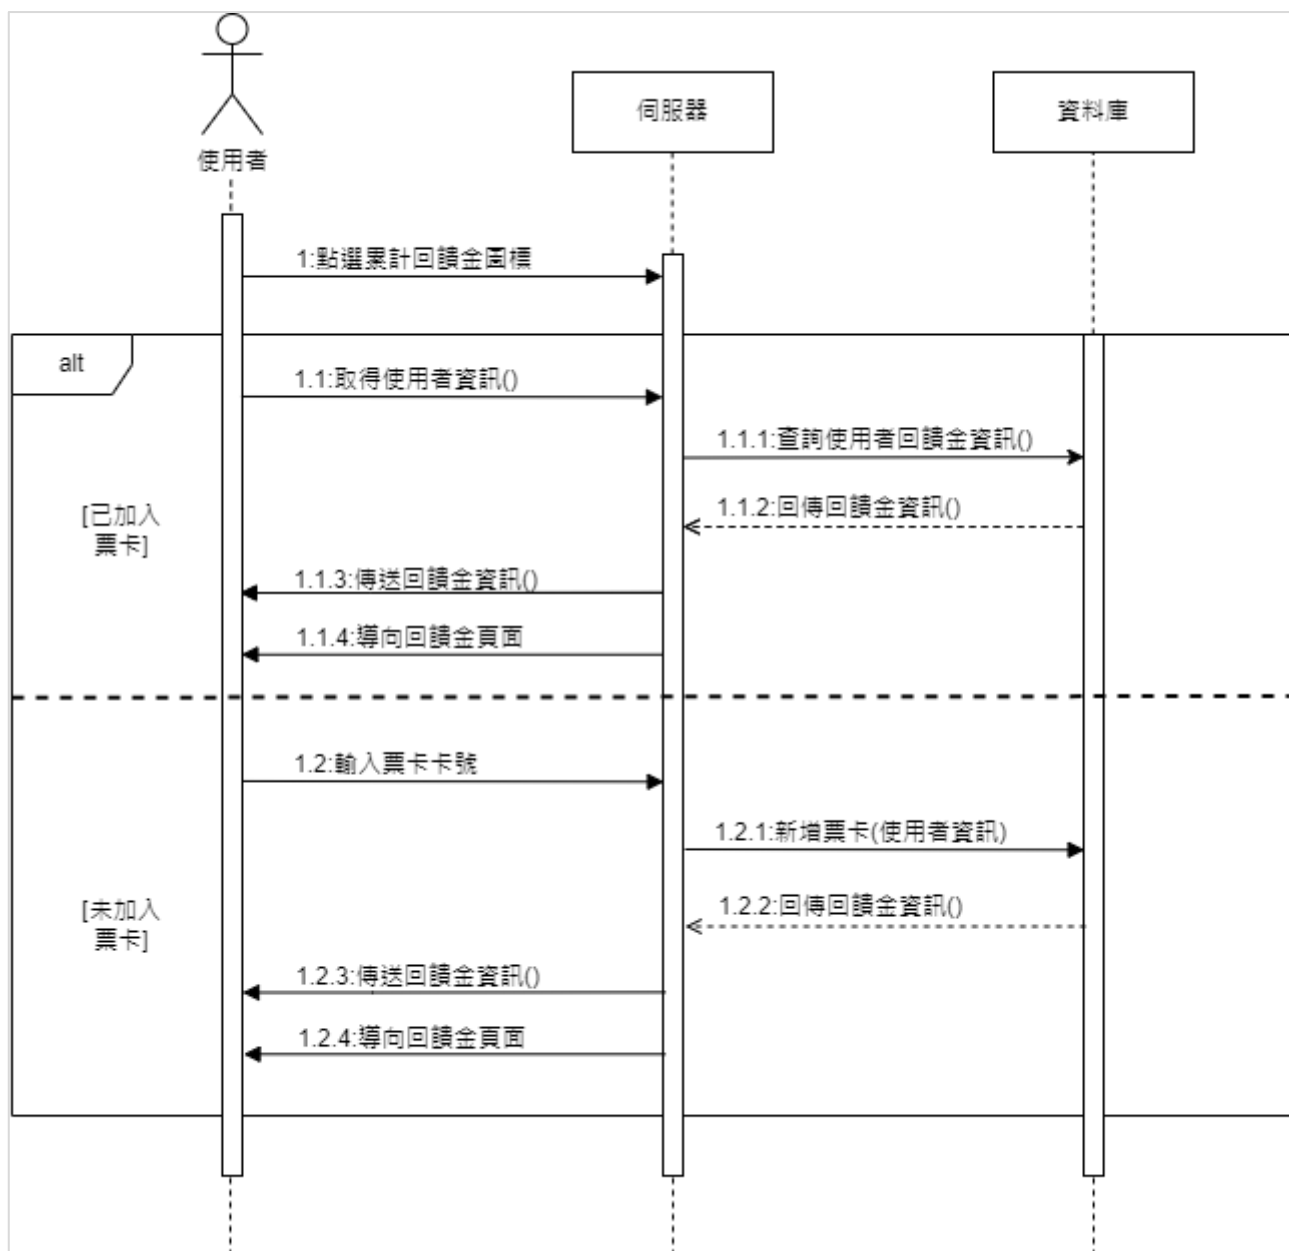 使用者
伺服器
資料庫
1:點選累計回饋金圖標
alt
1.1:取得使用者資訊()
1.1.1:查詢使用者回饋金資訊()
[已加入
票卡]
1.1.2:回傳回饋金資訊()
1.1.3:傳送回饋金資訊()
1.1.4:導向回饋金頁面
1.2:輸入票卡卡號
1.2.1:新增票卡(使用者資訊)
[未加入
票卡]
1.2.2:回傳回饋金資訊()
1.2.3:傳送回饋金資訊()
1.2.4:導向回饋金頁面